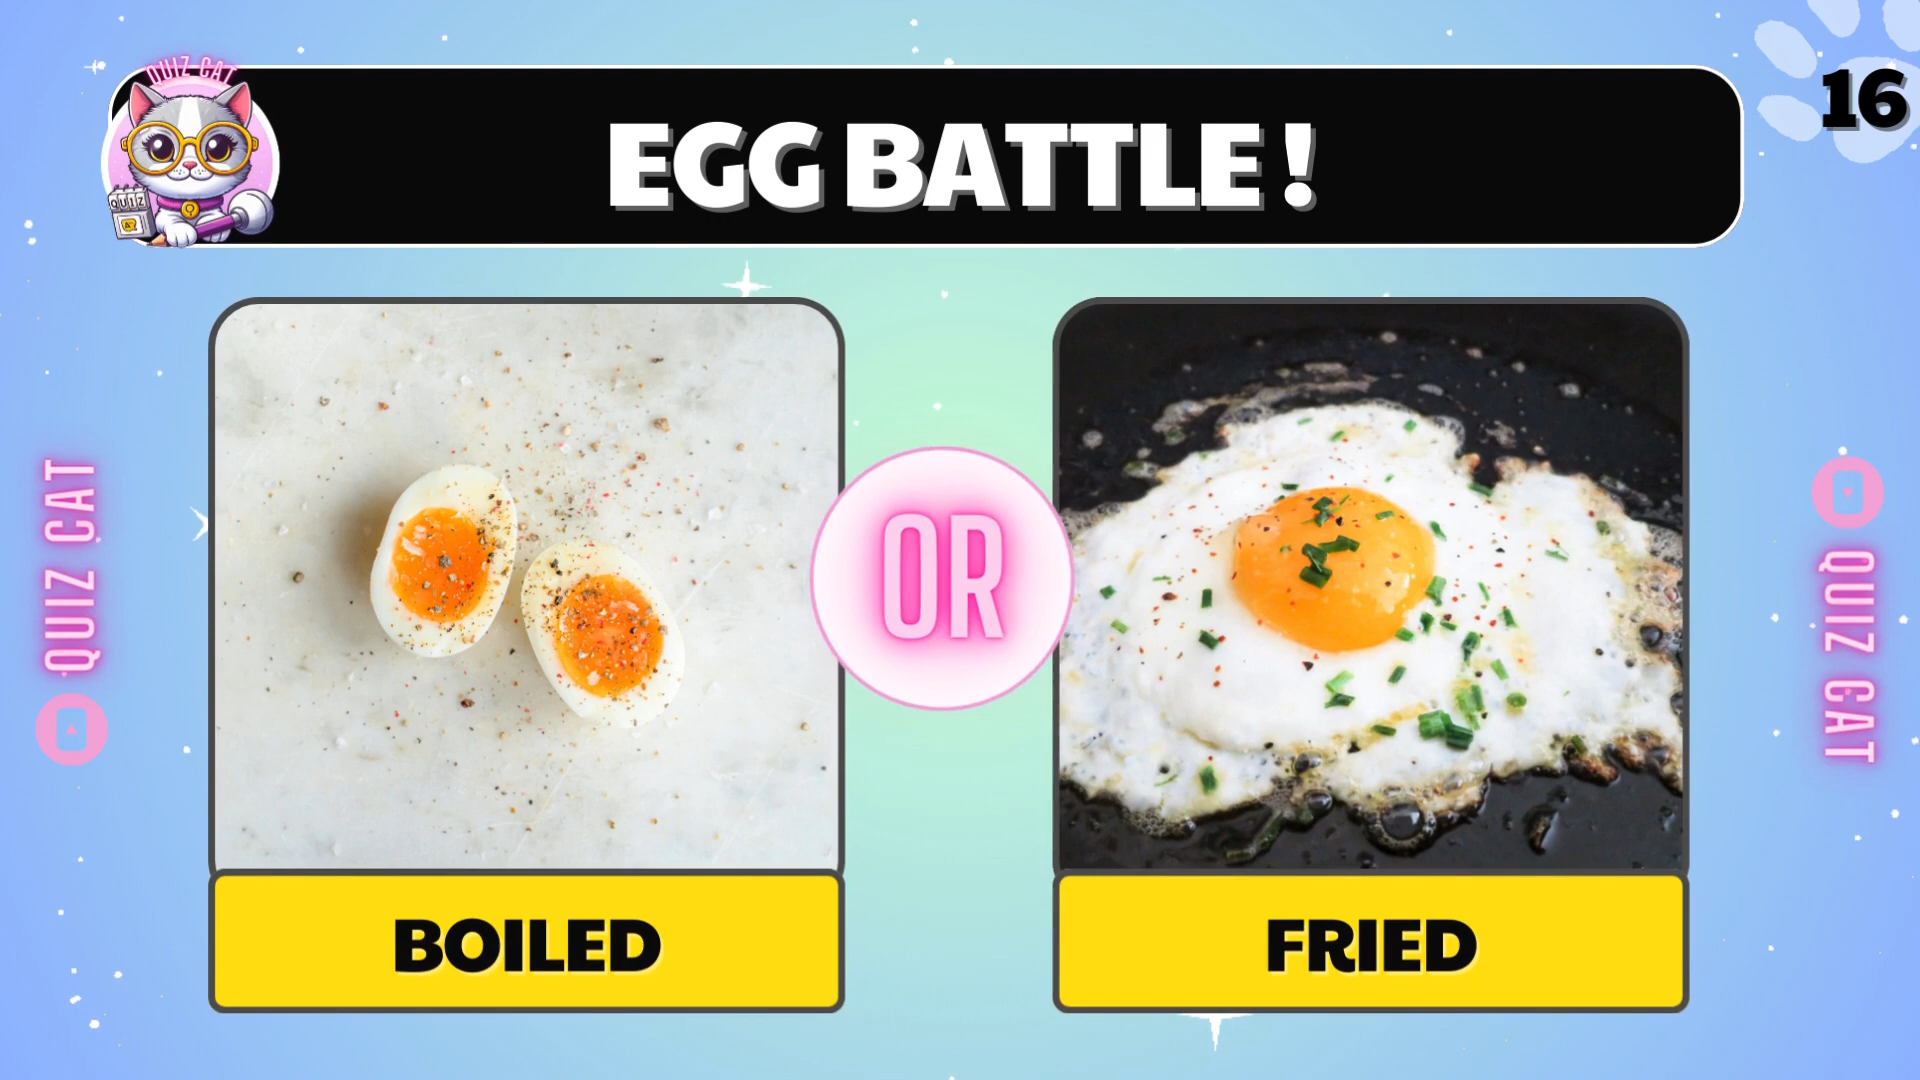 QUIZ CAT
QUIZ
EGG BATTLE !
16
QUIZ CAT
OR
QUIZ CAT
BOILED
FRIED